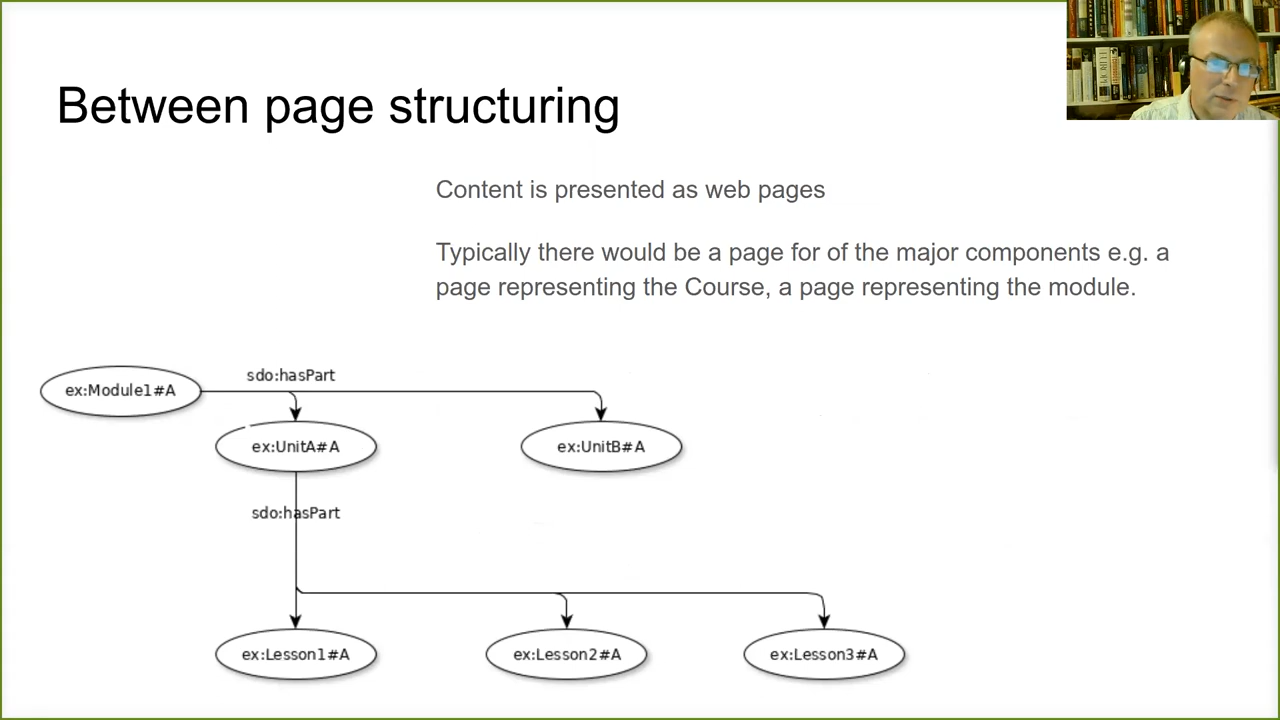 Between page structuring
Content is presented as web pages
Typically there would be a page for of the major components e.g. a
page representing the Course, a page representing the module.
sdo:hasPart
ex:Module1#A
ex:UnitA#A
ex:UnitB#A
sdo:hasPart
ex:Lesson1#A
ex:Lesson2#A
ex:Lesson3#A